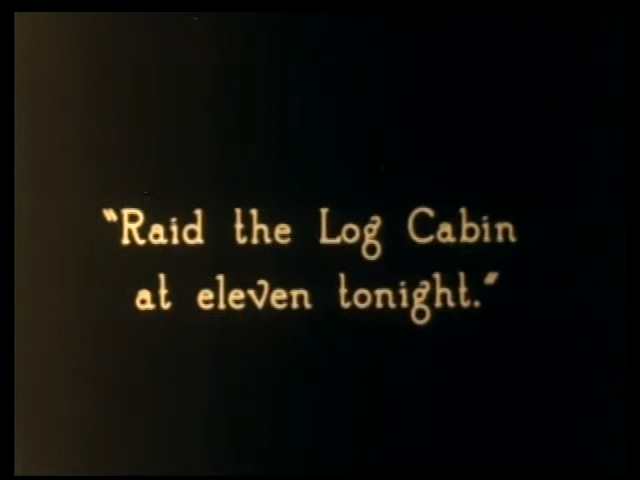 "Raid the Log Cabin
at eleven tonight."